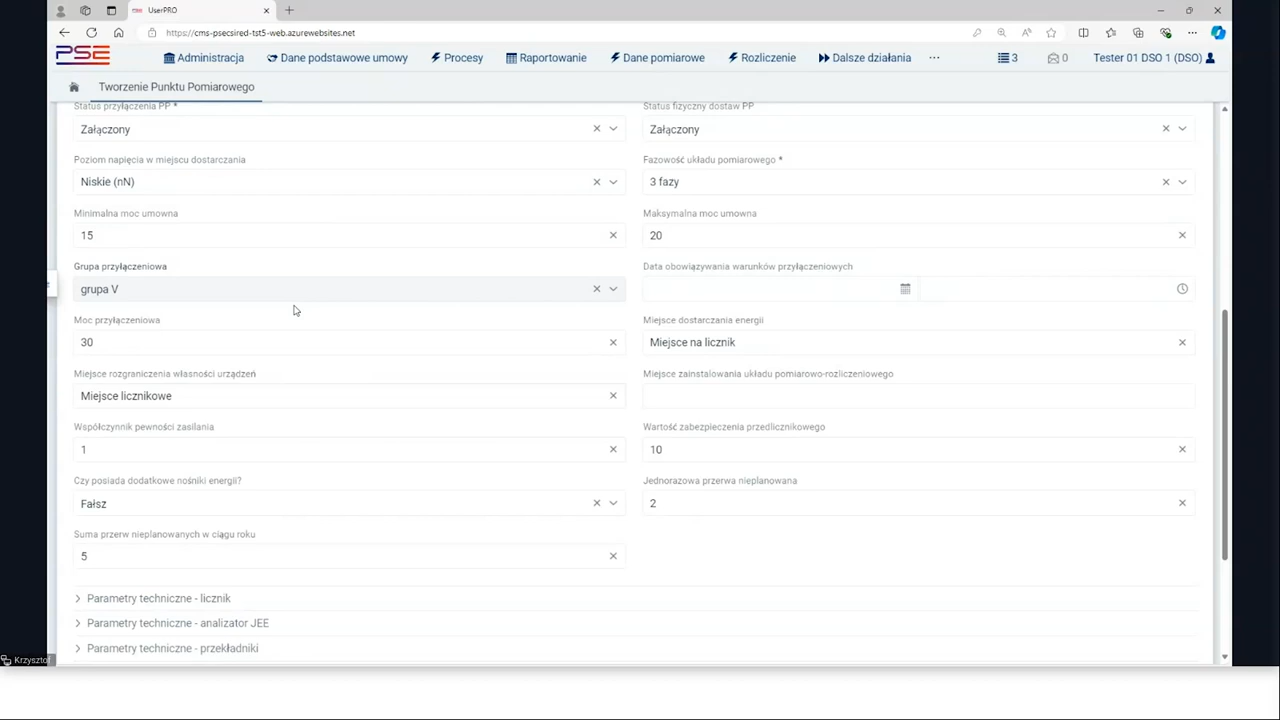 UserPRO
https://cms-psecsired-tst5-web.azurewebsites.net
PSE
Administracja
Dane podstawowe umowy
Procesy
Raportowanie
Dane pomiarowe
Rozliczenie
Dalsze działania
3
0
Tester 01 DSO 1 (DSO)
Tworzenie Punktu Pomiarowego
Status przyłączenia PP *
Status fizyczny dostaw PP
Załączony
Załączony
Poziom napięcia w miejscu dostarczania
Fazowość układu pomiarowego *
Niskie (nN)
3 fazy
Minimalna moc umowna
Maksymalna moc umowna
15
20
Grupa przyłączeniowa
Data obowiązywania warunków przyłączeniowych
grupa V
Moc przyłączeniowa
Miejsce dostarczania energii
30
Miejsce na licznik
Miejsce rozgraniczenia własności urządzeń
Miejsce zainstalowania układu pomiarowo-rozliczeniowego
Miejsce licznikowe
Współczynnik pewności zasilania
Wartość zabezpieczenia przedlicznikowego
1
10
Czy posiada dodatkowe nośniki energii?
Jednorazowa przerwa nieplanowana
Fałsz
2
Suma przerw nieplanowanych w ciągu roku
5
Parametry techniczne - licznik
Parametry techniczne - analizator JEE
Parametry techniczne - przekładniki
Krzysztof